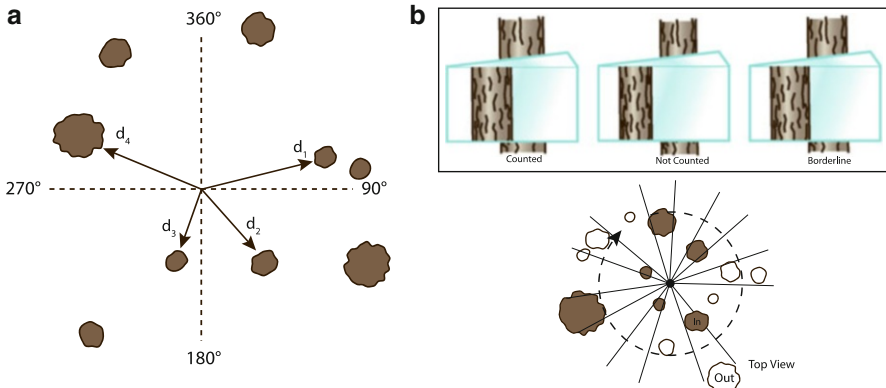 a
360°
d₁
d₄
270°
90°
d₃
d₂
180°
b
Counted
Not Counted
Borderline
In
Top View
Out